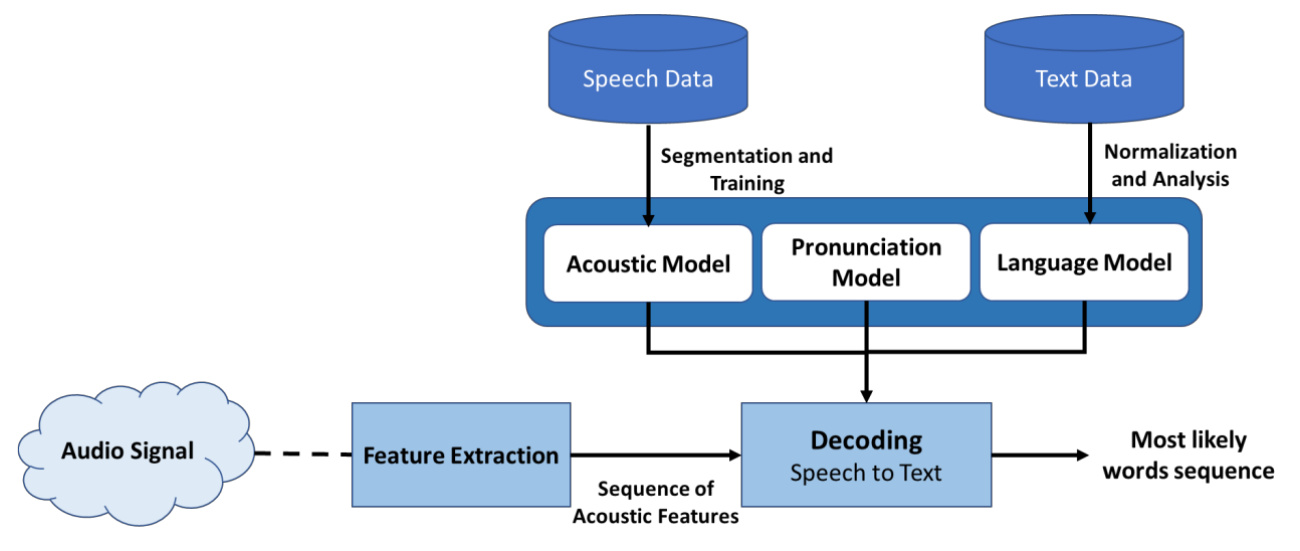 Speech Data
Text Data
Segmentation and
Training
Normalization
and Analysis
Acoustic Model
Pronunciation
Model
Language Model
Audio Signal
Feature Extraction
Sequence of
Acoustic Features
Decoding
Speech to Text
Most likely
words sequence